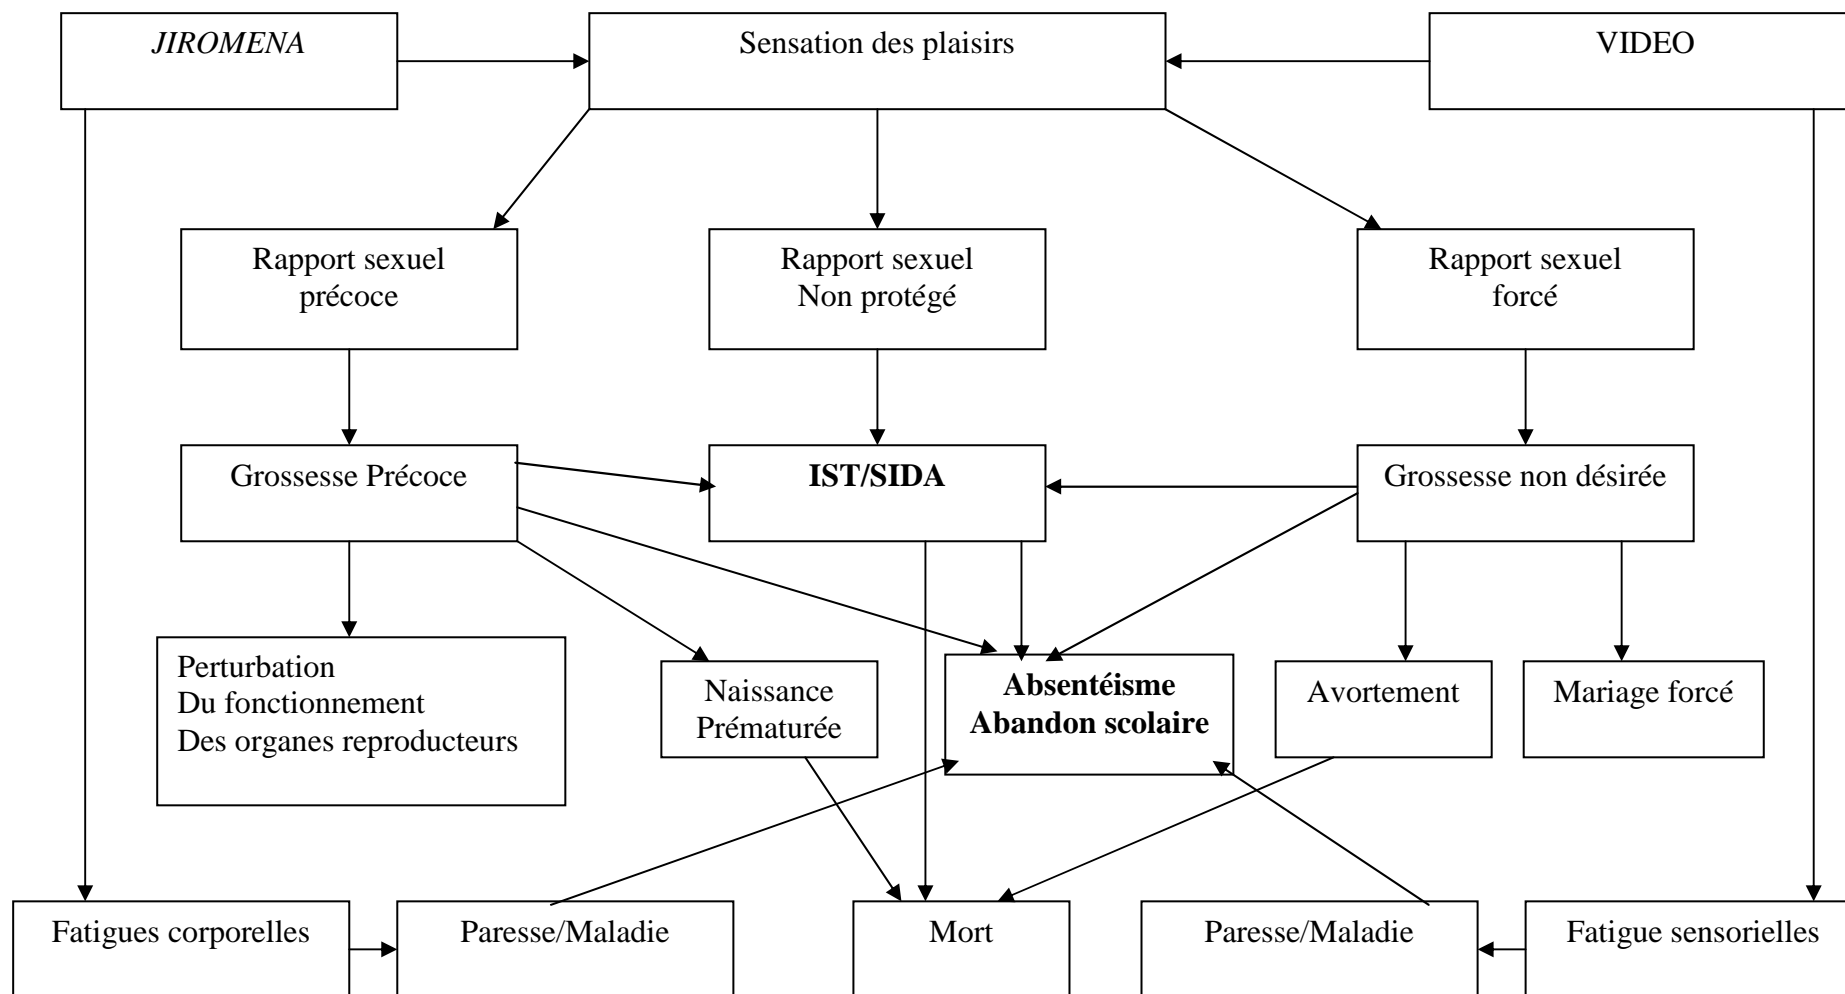 JIROMENA
Sensation des plaisirs
VIDEO
Rapport sexuel
précoce
Rapport sexuel
Non protégé
Rapport sexuel
forcé
Grossesse Précoce
IST/SIDA
Grossesse non désirée
Perturbation
Du fonctionnement
Des organes reproducteurs
Naissance
Prématurée
Absentéisme
Abandon scolaire
Avortement
Mariage forcé
Fatigues corporelles
Paresse/Maladie
Mort
Paresse/Maladie
Fatigue sensorielles